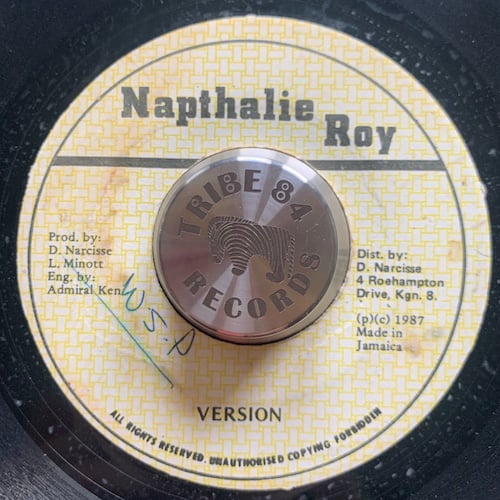 Napthalie
Roy
TRIBE 84
RECORDS
Prod. by:
D. Narcisse
L. Minott
Eng. by:
Admiral Ken
Dist. by:
D. Narcisse
4 Roehampton
Drive, Kgn. 8.
(p)(c) 1987
Made in
Jamaica
VERSION
ALL RIGHTS RESERVED. UNAUTHORISED COPYING FORBIDDEN